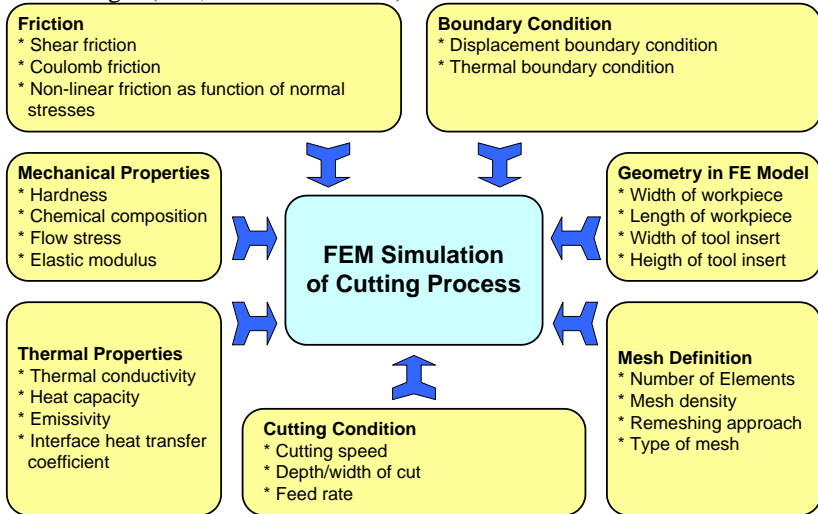 Friction
* Shear friction
* Coulomb friction
* Non-linear friction as function of normal
stresses
Boundary Condition
* Displacement boundary condition
* Thermal boundary condition
Mechanical Properties
* Hardness
* Chemical composition
* Flow stress
* Elastic modulus
FEM Simulation
of Cutting Process
Geometry in FE Model
* Width of workpiece
* Length of workpiece
* Width of tool insert
* Heigth of tool insert
Thermal Properties
* Thermal conductivity
* Heat capacity
* Emissivity
* Interface heat transfer
coefficient
Cutting Condition
* Cutting speed
* Depth/width of cut
* Feed rate
Mesh Definition
* Number of Elements
* Mesh density
* Remeshing approach
* Type of mesh